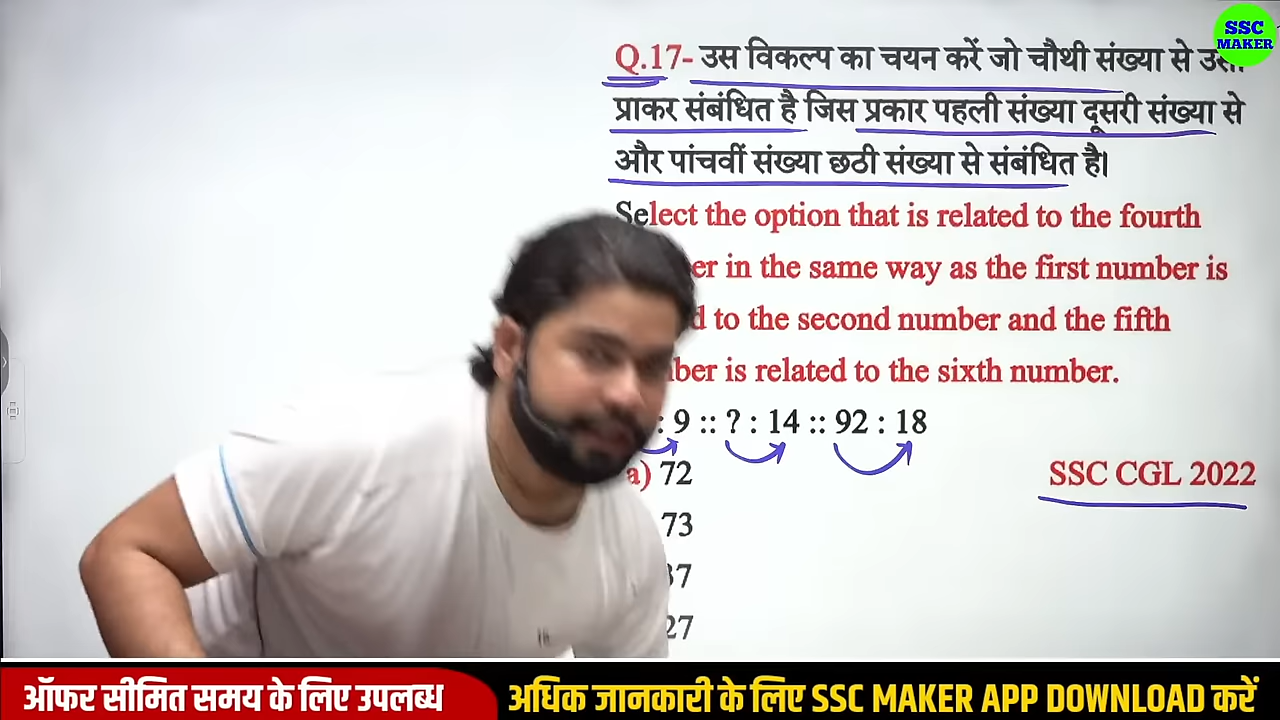 SSC
MAKER
Q.17- उस विकल्प का चयन करें जो चौथी संख्या से
प्राकर संबंधित है जिस प्रकार पहली संख्या दूसरी संख्या से
और पांचवीं संख्या छठी संख्या से संबंधित है।
Select the option that is related to the fourth
in the same way as the first number is
to the second number and the fifth
is related to the sixth number.
: 9 :: ? : 14 :: 92 : 18
a) 72
SSC CGL 2022
73
37
27
ऑफर सीमित समय के लिए उपलब्ध
अधिक जानकारी के लिए SSC MAKER APP DOWNLOAD करें